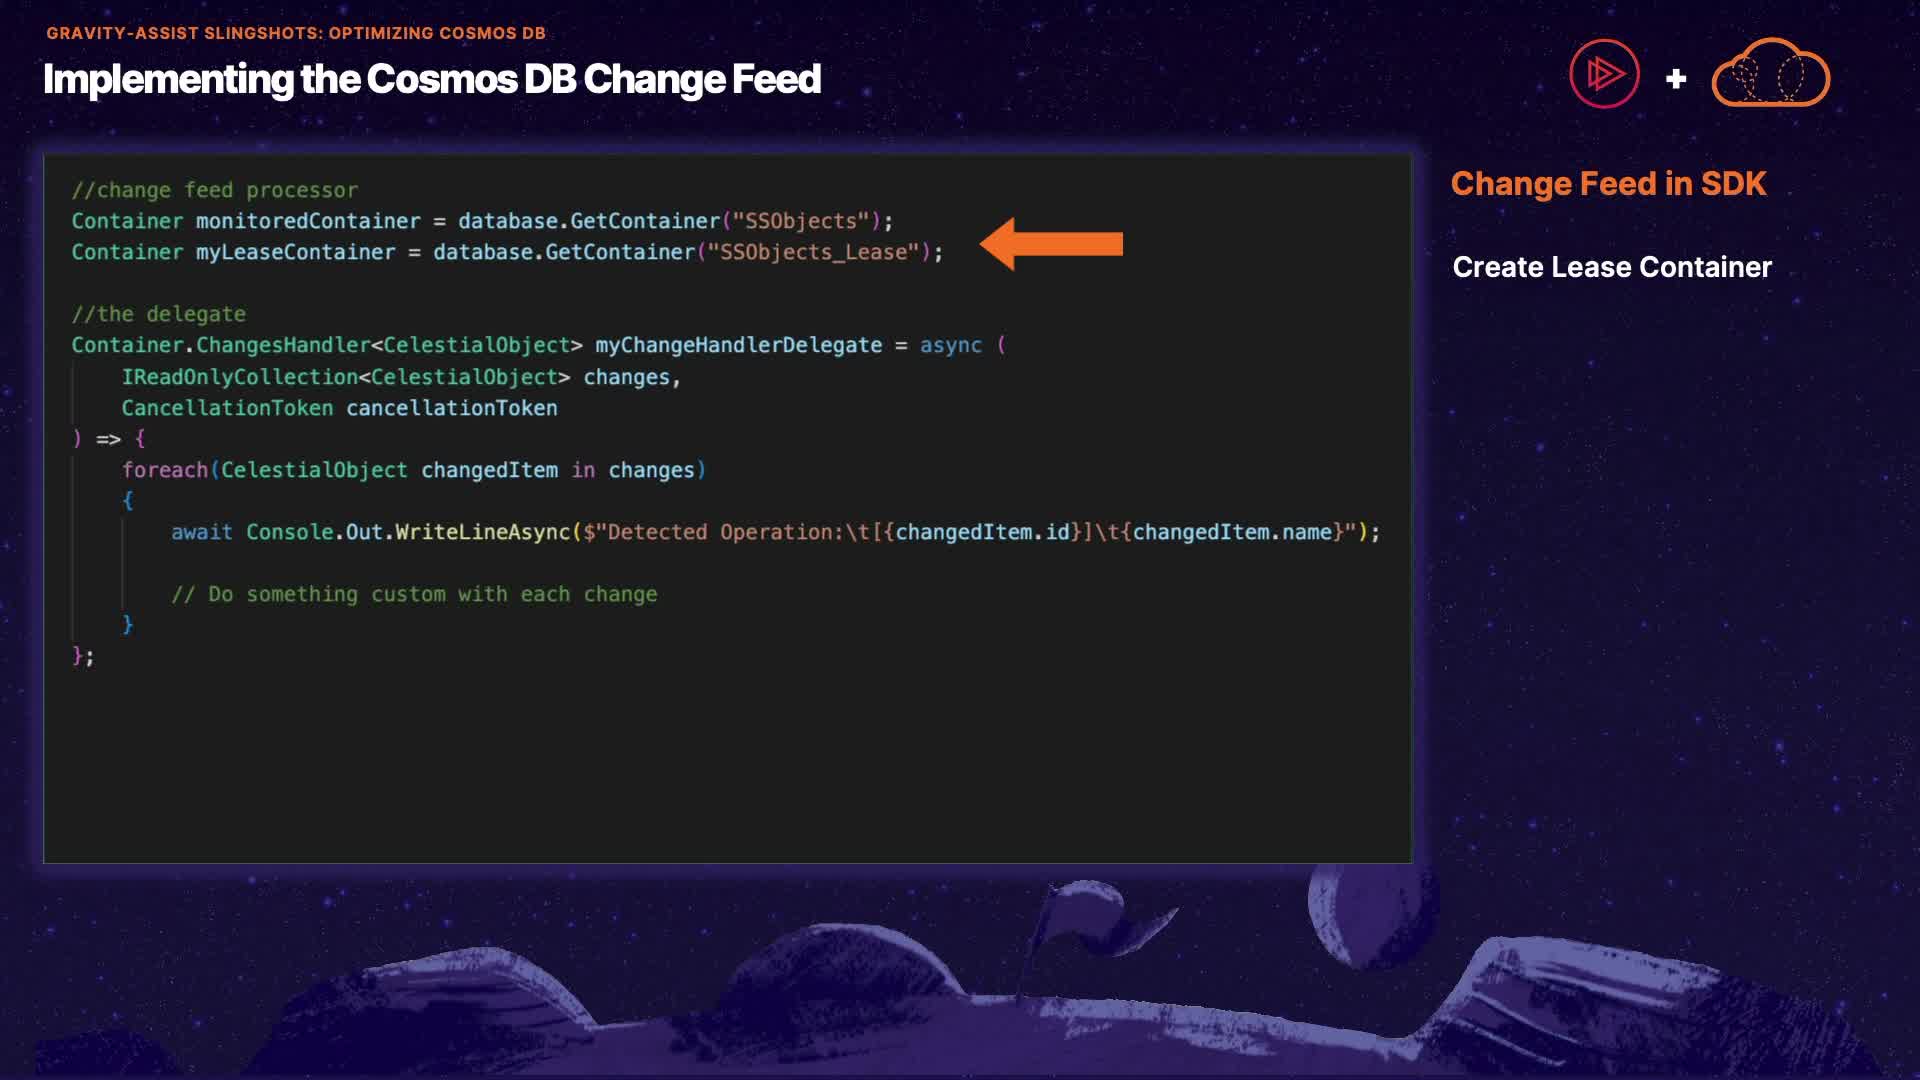 GRAVITY-ASSIST SLINGSHOTS: OPTIMIZING COSMOS DB
Implementing the Cosmos DB Change Feed
+
//change feed processor
Container monitoredContainer = database.GetContainer("SSObjects");
Container myLeaseContainer = database.GetContainer("SSObjects_Lease");
//the delegate
Container.ChangesHandler<CelestialObject> myChangeHandlerDelegate = async (
IReadOnlyCollection<CelestialObject> changes,
CancellationToken cancellationToken
) => {
foreach(CelestialObject changedItem in changes)
{
await Console.Out.WriteLineAsync($"Detected Operation:\t[{changedItem.id}]\t{changedItem.name}");
// Do something custom with each change
}
};
Change Feed in SDK
Create Lease Container